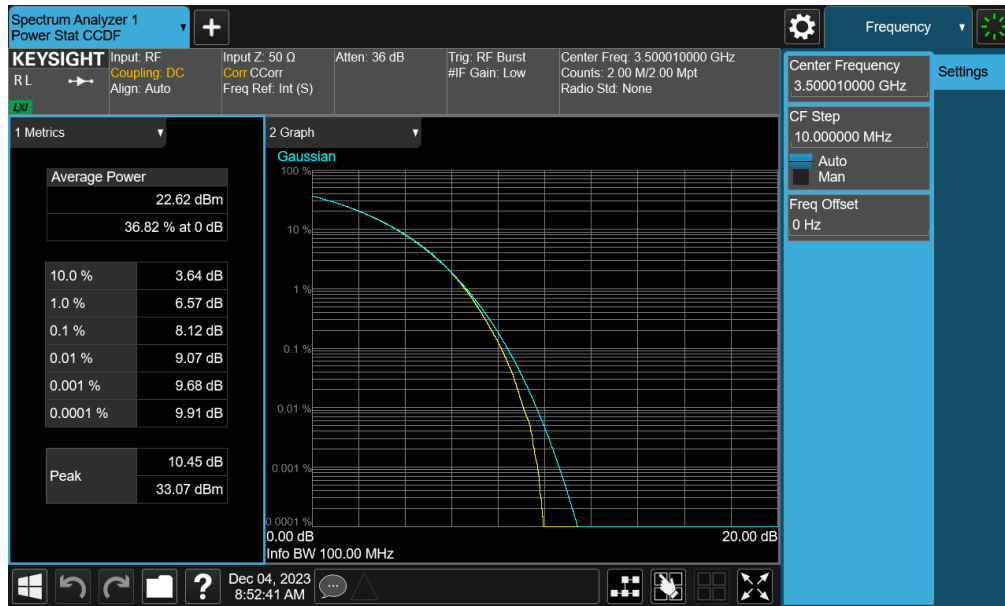 Spectrum Analyzer 1
Power Stat CCDF
+
Frequency
KEYSIGHT
RL
LXI
Input: RF
Coupling: DC
Align: Auto
Input Z: 50 Ω
Corr CCorr
Freq Ref: Int (S)
Atten: 36 dB
Trig: RF Burst
#IF Gain: Low
Center Freq: 3.500010000 GHz
Counts: 2.00 M/2.00 Mpt
Radio Std: None
Center Frequency
3.500010000 GHz
Settings
CF Step
10.000000 MHz
Auto
Man
Freq Offset
0 Hz
1 Metrics
Average Power
22.62 dBm
36.82 % at 0 dB
10.0 % 3.64 dB
1.0 % 6.57 dB
0.1 % 8.12 dB
0.01 % 9.07 dB
0.001 % 9.68 dB
0.0001 % 9.91 dB
Peak
10.45 dB
33.07 dBm
2 Graph
Gaussian
100 %
10 %
1 %
0.1 %
0.01 %
0.001 %
0.0001 %
0.00 dB 20.00 dB
Info BW 100.00 MHz
?
Dec 04, 2023
8:52:41 AM